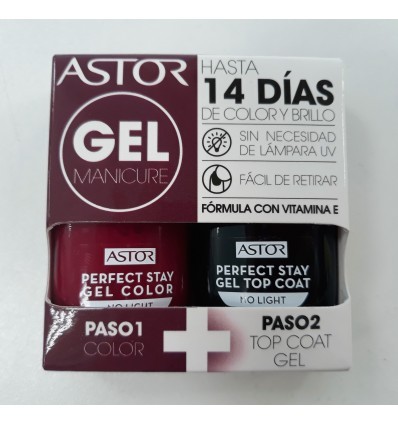 ASTOR
GEL
MANICURE
HASTA
14 DÍAS
DE COLOR Y BRILLO
SIN NECESIDAD
DE LÁMPARA UV
FÁCIL DE RETIRAR
FÓRMULA CON VITAMINA E
ASTOR
PERFECT STAY
GEL COLOR
NO LIGHT
ASTOR
PERFECT STAY
GEL TOP COAT
NO LIGHT
PASO1
COLOR
PASO2
TOP COAT
GEL